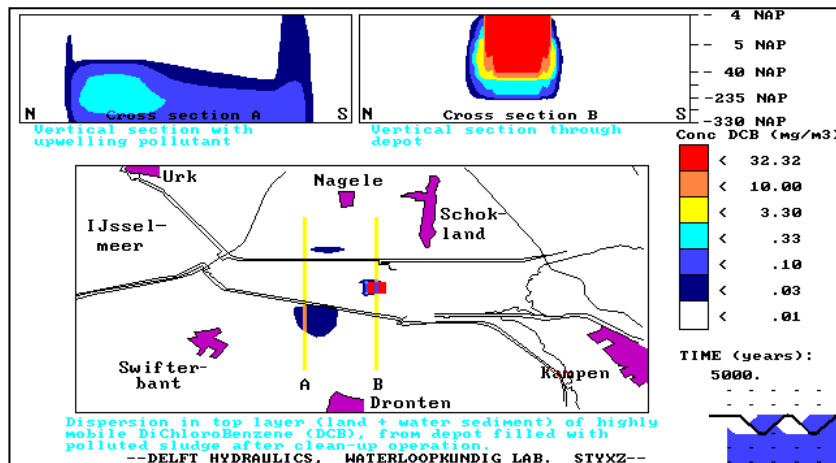 4 NAP
5 NAP
40 NAP
-235 NAP
-330 NAP
N Cross section A S
N Cross section B S
Vertical section with
upwelling pollutant
Vertical section through
depot
Conc DCB (mg/m3)
< 32.32
< 10.00
< 3.30
< .33
< .10
< .03
< .01
Urk
Nagele
Schok-
land
IJssel-
meer
Swifter-
bant
A
B
Kampen
Dronten
TIME (years):
5000.
Dispersion in top layer (land + water sediment) of highly
mobile DiChloroBenzene (DCB), from depot filled with
polluted sludge after clean-up operation.
--DELFT HYDRAULICS, WATERLOOPKUNDIG LAB. STYXZ--